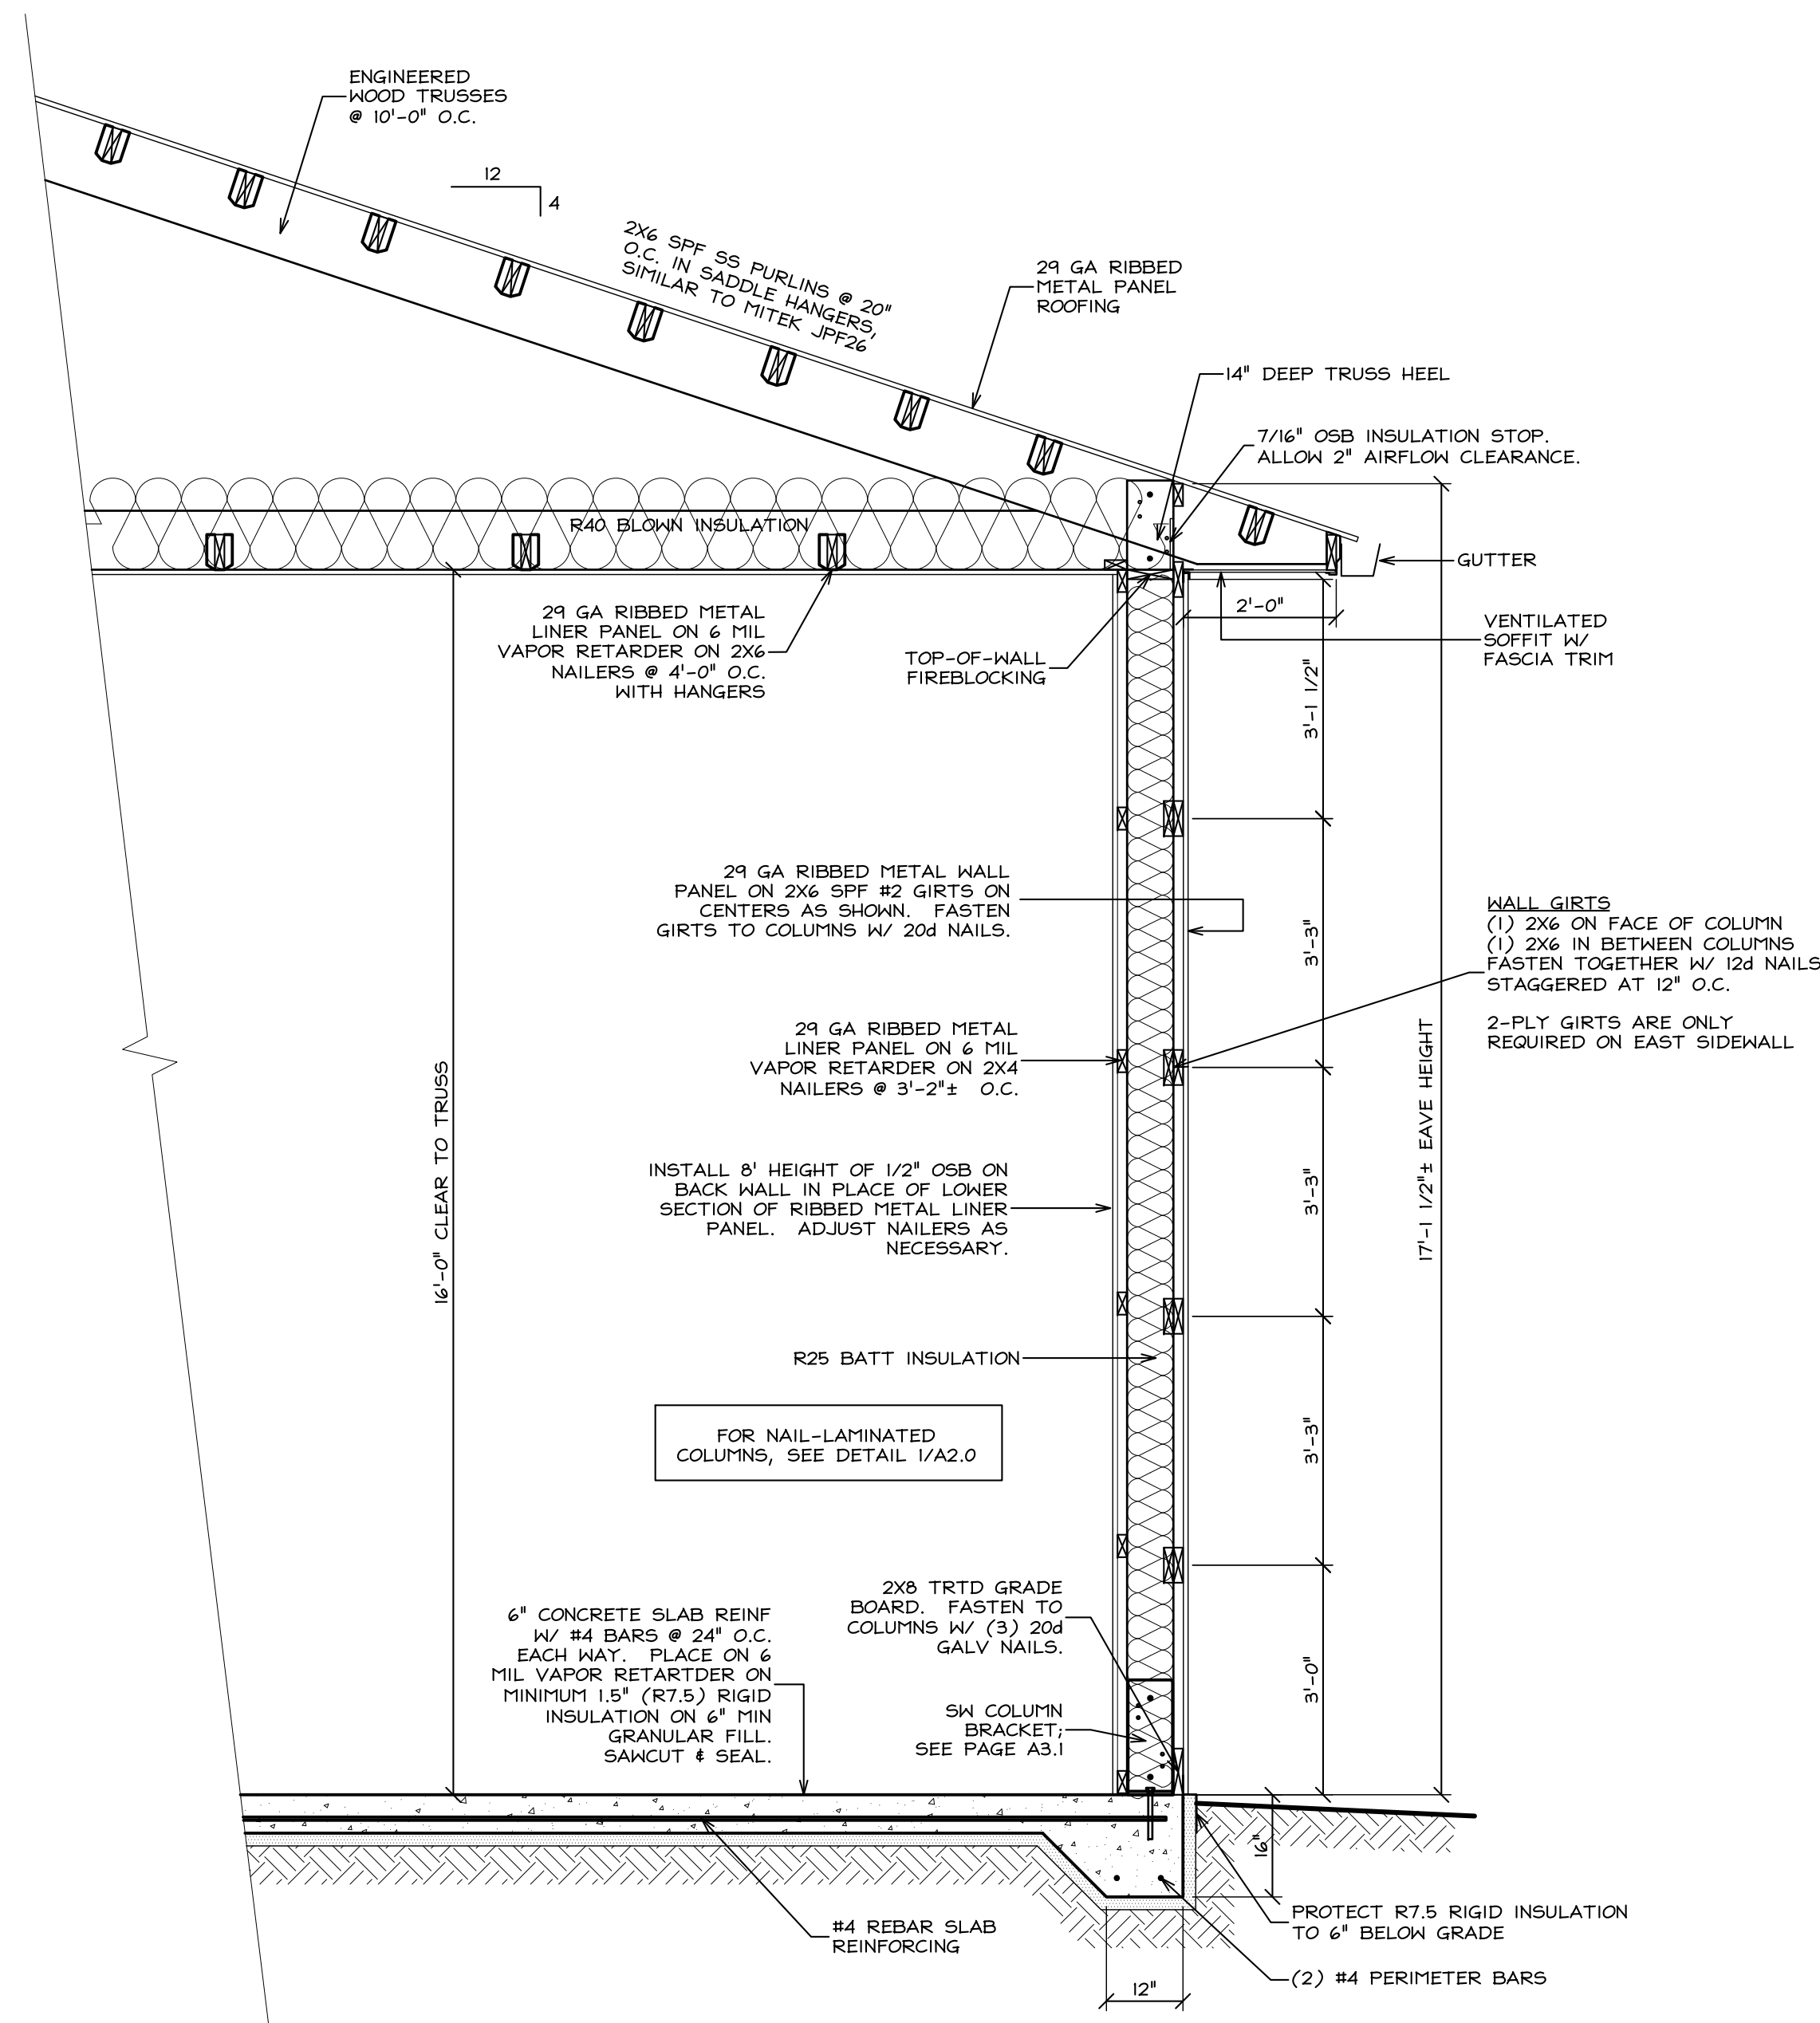 ENGINEERED
WOOD TRUSSES
@ 10'-0" O.C.
12
4
2X6 SPF SS PURLINS @ 20"
O.C. IN SADDLE HANGERS,
SIMILAR TO MITEK JPF26
29 GA RIBBED
METAL PANEL
ROOFING
14" DEEP TRUSS HEEL
7/16" OSB INSULATION STOP.
ALLOW 2" AIRFLOW CLEARANCE.
R40 BLOWN INSULATION
GUTTER
2'-0"
VENTILATED
SOFFIT W/
FASCIA TRIM
29 GA RIBBED METAL
LINER PANEL ON 6 MIL
VAPOR RETARDER ON 2X6
NAILERS @ 4'-0" O.C.
WITH HANGERS
TOP-OF-WALL
FIREBLOCKING
3'-1 1/2"
29 GA RIBBED METAL WALL
PANEL ON 2X6 SPF #2 GIRTS ON
CENTERS AS SHOWN. FASTEN
GIRTS TO COLUMNS W/ 20d NAILS.
3'-3"
WALL GIRTS
(1) 2X6 ON FACE OF COLUMN
(1) 2X6 IN BETWEEN COLUMNS
FASTEN TOGETHER W/ 12d NAILS
STAGGERED AT 12" O.C.
2-PLY GIRTS ARE ONLY
REQUIRED ON EAST SIDEWALL
29 GA RIBBED METAL
LINER PANEL ON 6 MIL
VAPOR RETARDER ON 2X4
NAILERS @ 3'-2"± O.C.
16'-0" CLEAR TO TRUSS
17'-1 1/2"± EAVE HEIGHT
INSTALL 8' HEIGHT OF 1/2" OSB ON
BACK WALL IN PLACE OF LOWER
SECTION OF RIBBED METAL LINER
PANEL. ADJUST NAILERS AS
NECESSARY.
3'-3"
R25 BATT INSULATION
FOR NAIL-LAMINATED
COLUMNS, SEE DETAIL 1/A2.0
3'-3"
2X8 TRTD GRADE
BOARD. FASTEN TO
COLUMNS W/ (3) 20d
GALV NAILS.
6" CONCRETE SLAB REINF
W/ #4 BARS @ 24" O.C.
EACH WAY. PLACE ON 6
MIL VAPOR RETARTDER ON
MINIMUM 1.5" (R7.5) RIGID
INSULATION ON 6" MIN
GRANULAR FILL.
SAWCUT & SEAL.
3'-0"
SW COLUMN
BRACKET;
SEE PAGE A3.1
16"
#4 REBAR SLAB
REINFORCING
PROTECT R7.5 RIGID INSULATION
TO 6" BELOW GRADE
(2) #4 PERIMETER BARS
12"